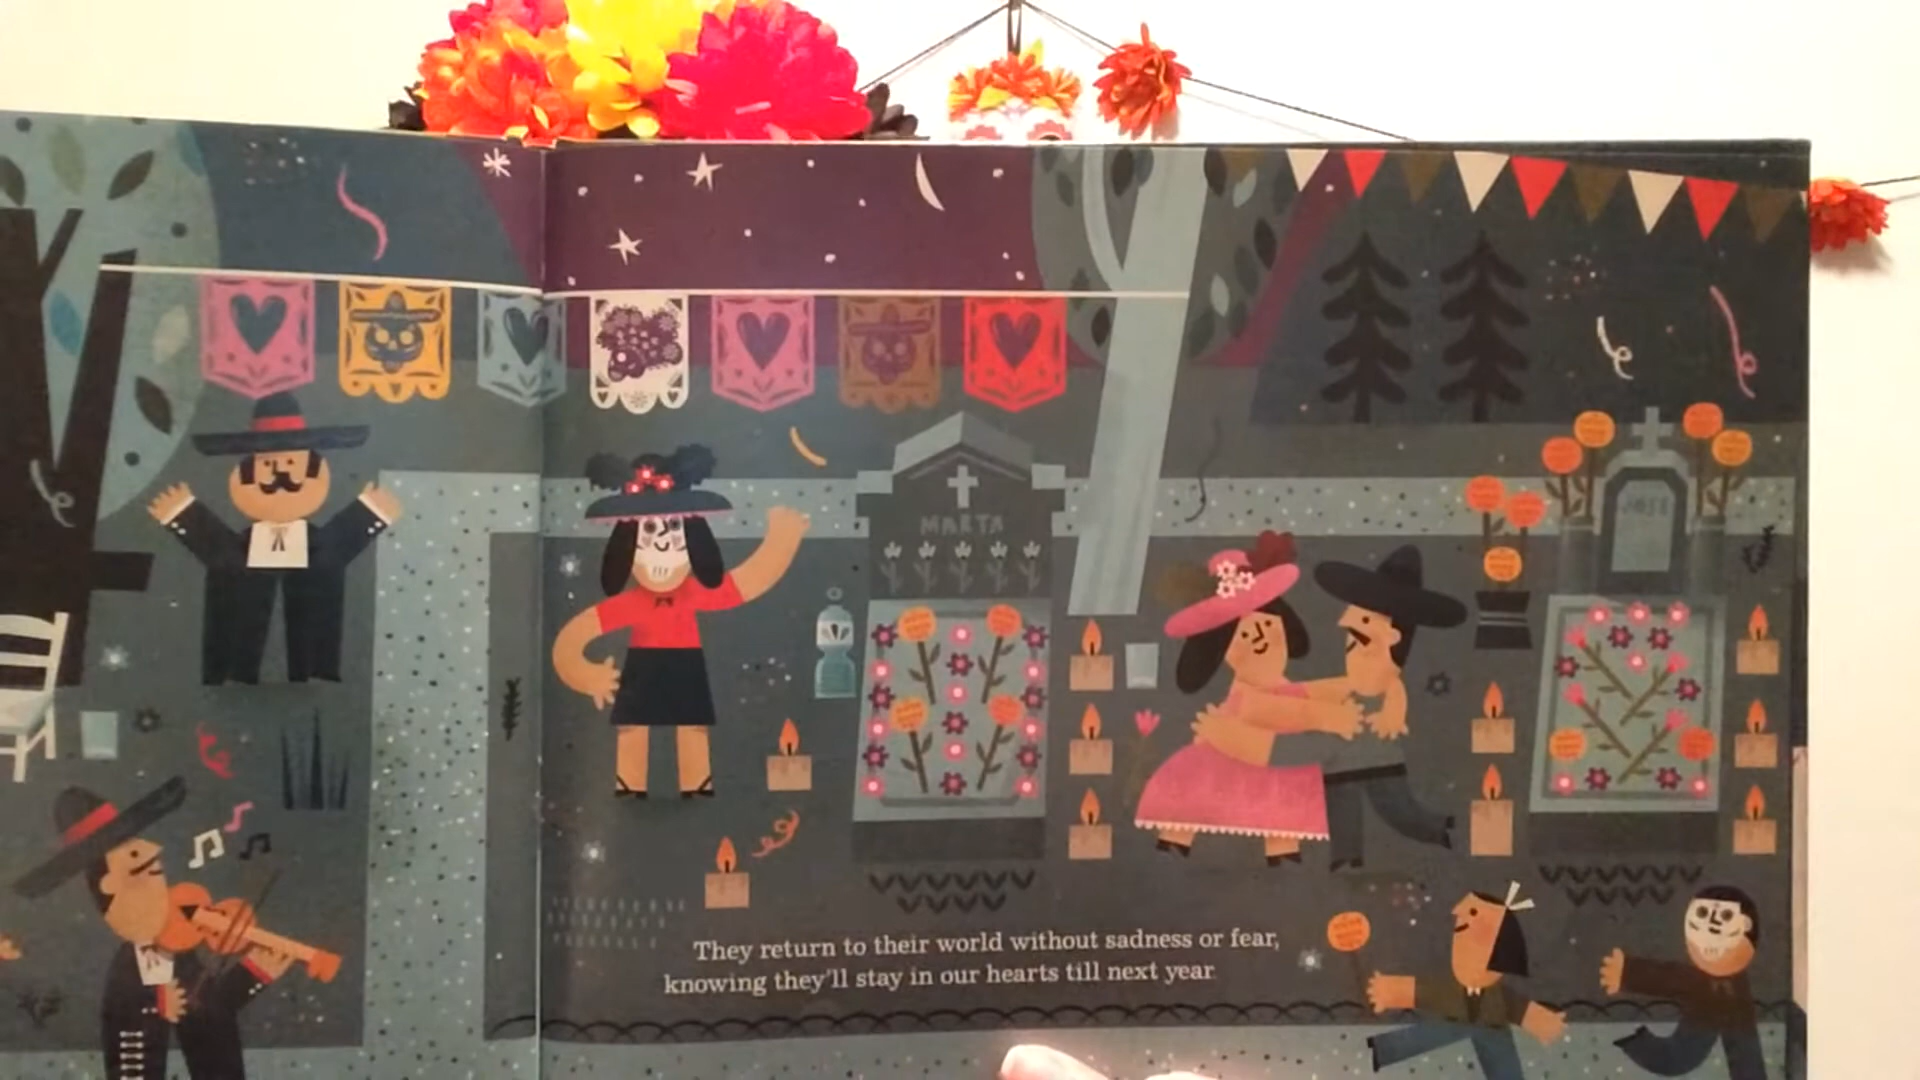 MARTA
JOSE
They return to their world without sadness or fear,
knowing they'll stay in our hearts till next year